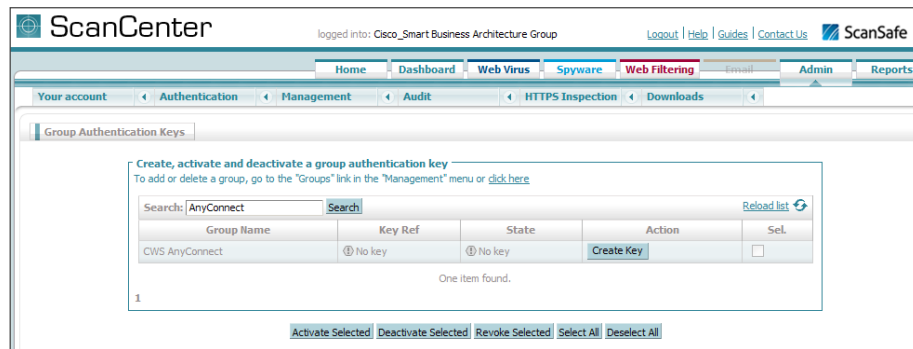 ScanCenter
logged into: Cisco_Smart Business Architecture Group
Logout | Help | Guides | Contact Us
ScanSafe
Home Dashboard Web Virus Spyware Web Filtering Email Admin Reports
Your account Authentication Management Audit HTTPS Inspection Downloads
Group Authentication Keys
Create, activate and deactivate a group authentication key
To add or delete a group, go to the "Groups" link in the "Management" menu or click here
Search: AnyConnect Search Reload list
Group Name Key Ref State Action Sel.
CWS AnyConnect No key No key Create Key
One item found.
1
Activate Selected Deactivate Selected Revoke Selected Select All Deselect All